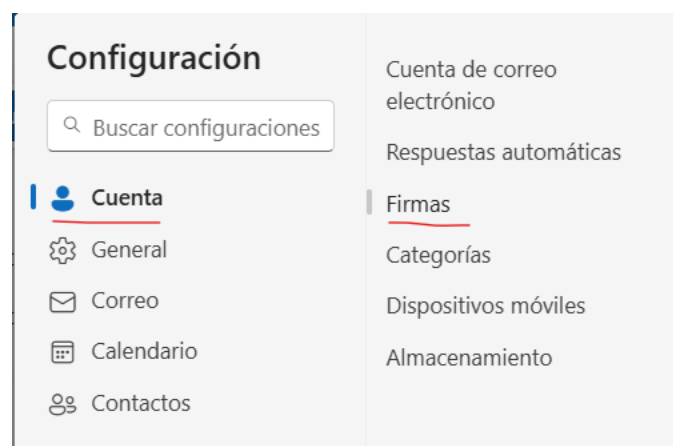 Configuración
Buscar configuraciones
Cuenta
General
Correo
Calendario
Contactos
Cuenta de correo
electrónico
Respuestas automáticas
Firmas
Categorías
Dispositivos móviles
Almacenamiento